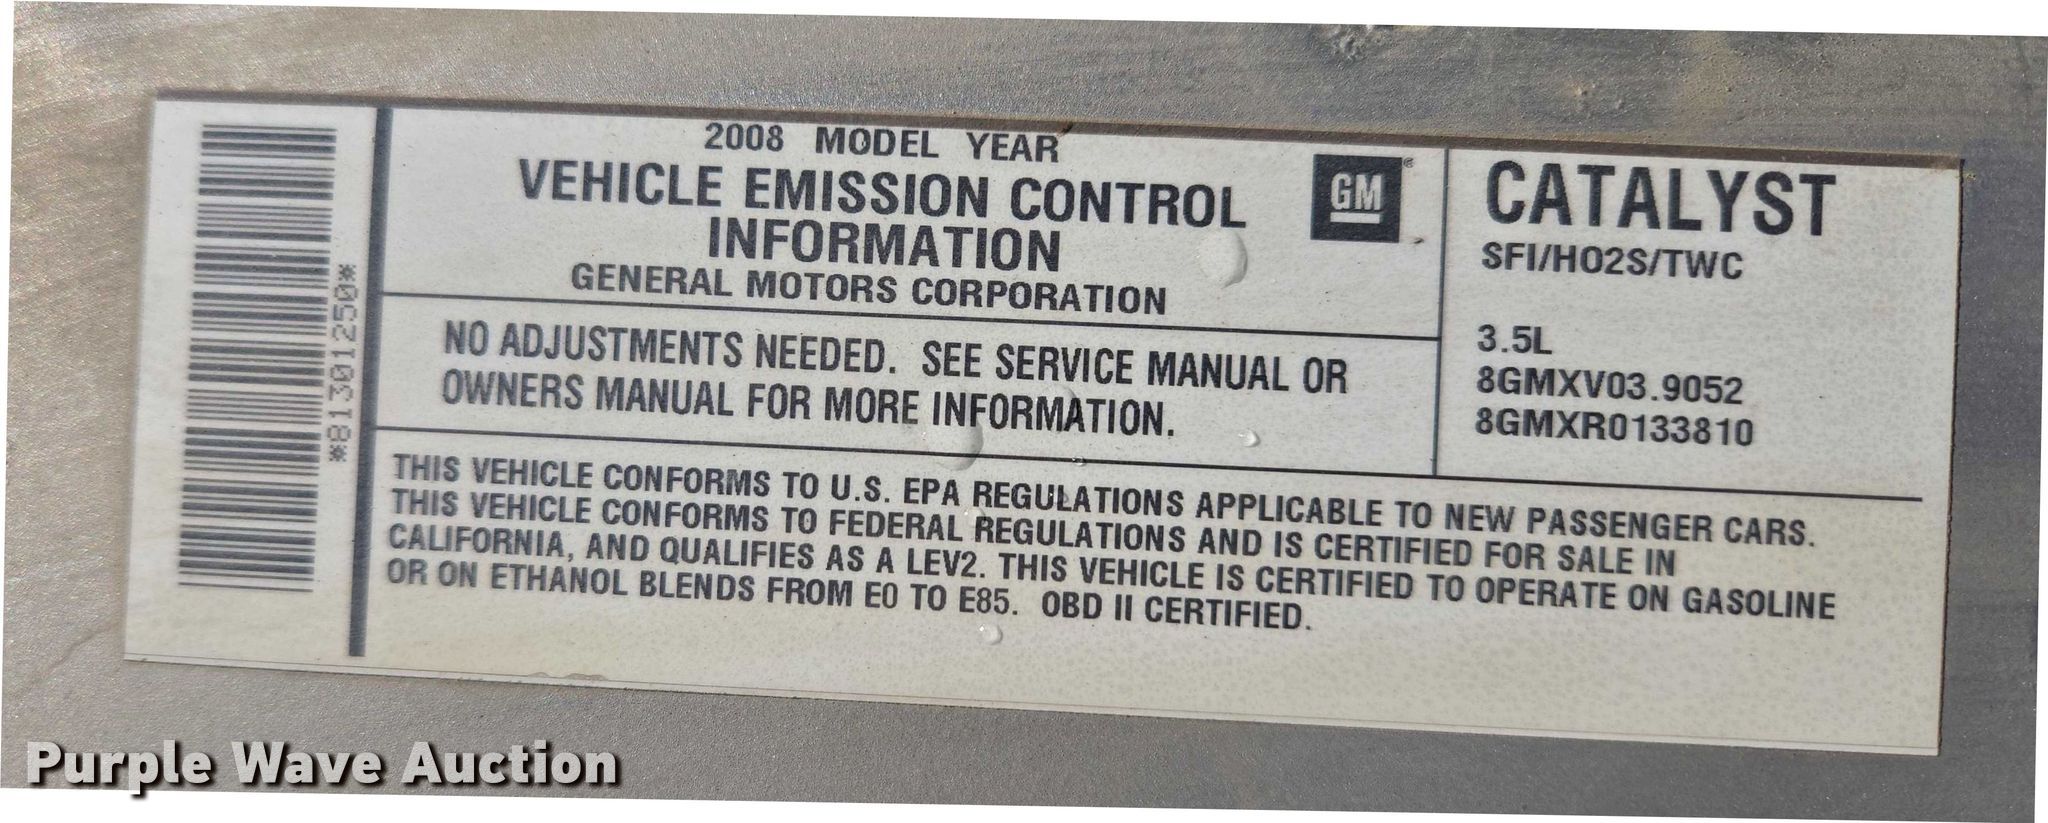 *81301250*
2008 MODEL YEAR
VEHICLE EMISSION CONTROL
INFORMATION
GENERAL MOTORS CORPORATION
GM
NO ADJUSTMENTS NEEDED. SEE SERVICE MANUAL OR
OWNERS MANUAL FOR MORE INFORMATION.
CATALYST
SFI/HO2S/TWC
3.5L
8GMXV03.9052
8GMXR0133810
THIS VEHICLE CONFORMS TO U.S. EPA REGULATIONS APPLICABLE TO NEW PASSENGER CARS.
THIS VEHICLE CONFORMS TO FEDERAL REGULATIONS AND IS CERTIFIED FOR SALE IN
CALIFORNIA, AND QUALIFIES AS A LEV2. THIS VEHICLE IS CERTIFIED TO OPERATE ON GASOLINE
OR ON ETHANOL BLENDS FROM E0 TO E85. OBD II CERTIFIED.
Purple Wave Auction